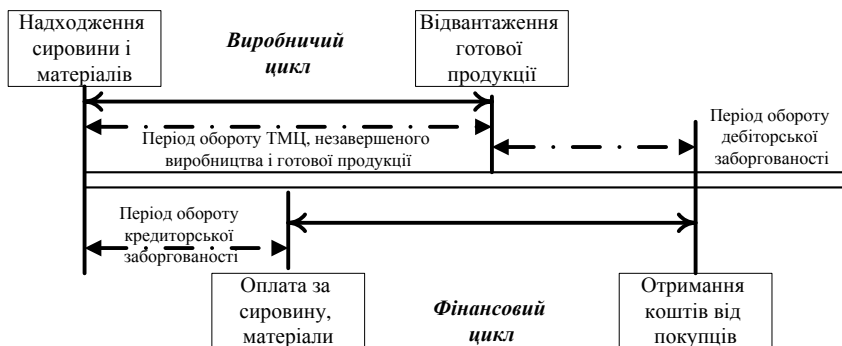 Надходження
сировини і
матеріалів
Виробничий
цикл
Відвантаження
готової
продукції
Період обороту ТМЦ, незавершеного
виробництва і готової продукції
Період обороту
дебіторської
заборгованості
Період обороту
кредиторської
заборгованості
Оплата за
сировину,
матеріали
Фінансовий
цикл
Отримання
коштів від
покупців